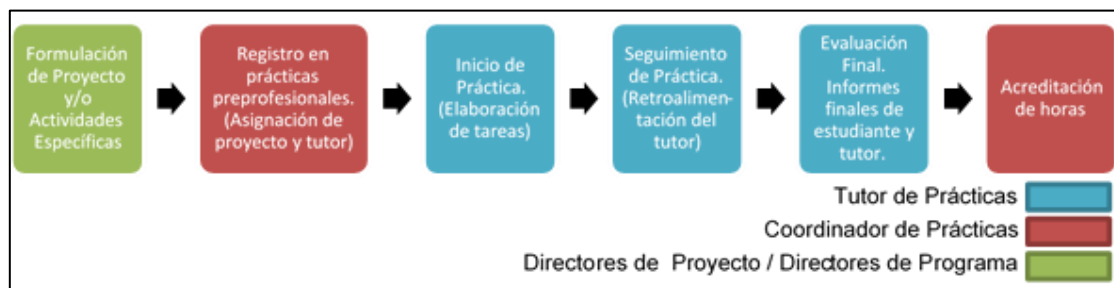 Formulación
de Proyecto
y/o
Actividades
Específicas
Registro en
prácticas
preprofesionales.
(Asignación de
proyecto y tutor)
Inicio de
Práctica.
(Elaboración
de tareas)
Seguimiento
de Práctica.
(Retroalimen-
tación del
tutor)
Evaluación
Final.
Informes
finales de
estudiante y
tutor.
Acreditación
de horas
Tutor de Prácticas
Coordinador de Prácticas
Directores de Proyecto / Directores de Programa